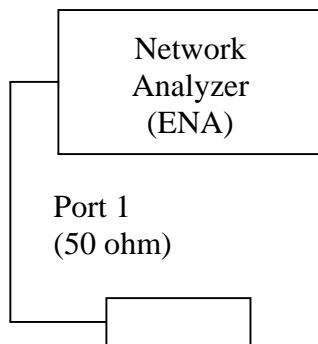 Network
Analyzer
(ENA)
Port 1
(50 ohm)